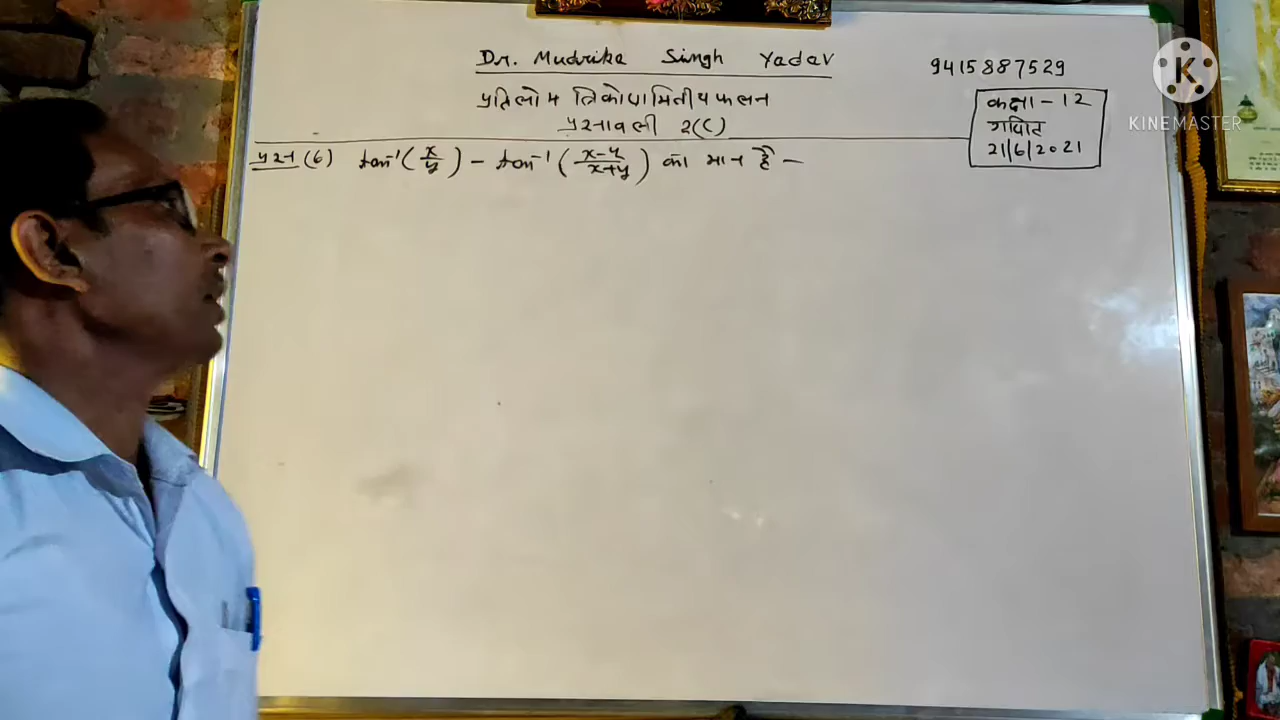 Dr. Mudrika Singh Yadav
9415887529
प्रतिलोम त्रिकोणमितीय फलन
प्रश्नावली 2(C)
कक्षा - 12
गणित
21/6/2021
प्रश्न (6) tan⁻¹(x/y) - tan⁻¹(x-y/x+y) का मान है -
K
KINEMASTER